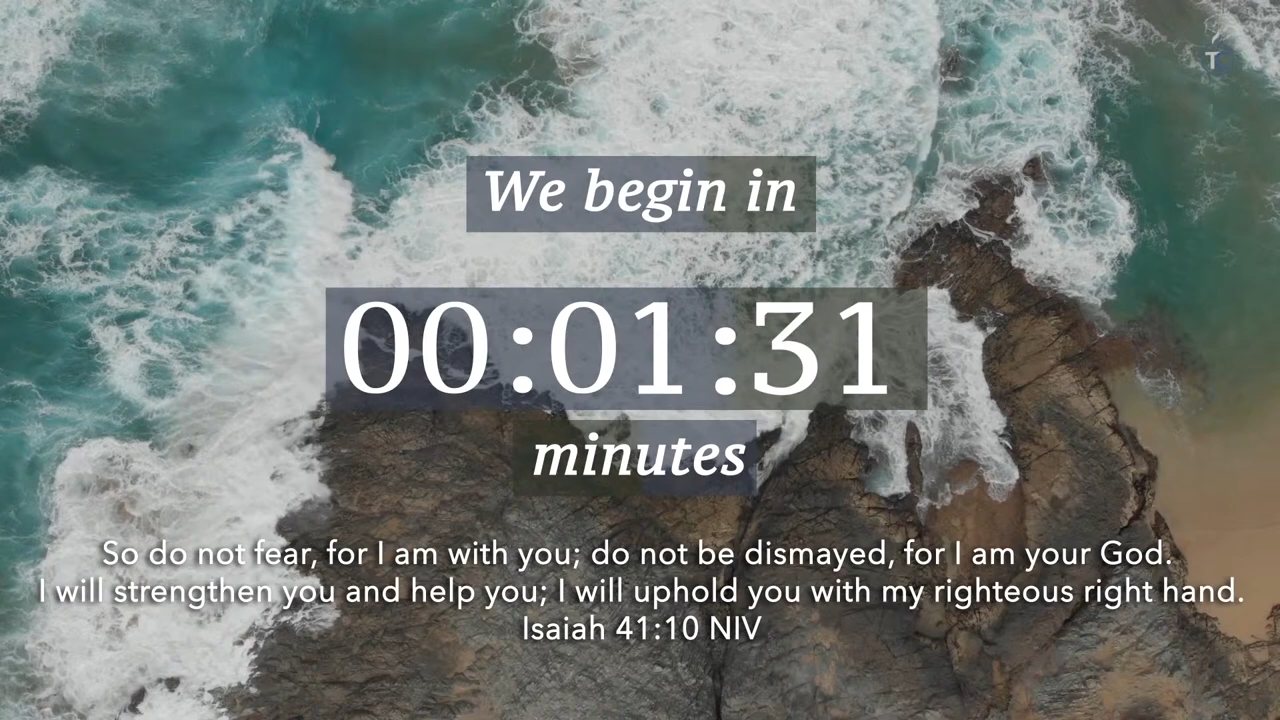 We begin in
00:01:31
minutes
So do not fear, for I am with you; do not be dismayed, for I am your God.
I will strengthen you and help you; I will uphold you with my righteous right hand.
Isaiah 41:10 NIV